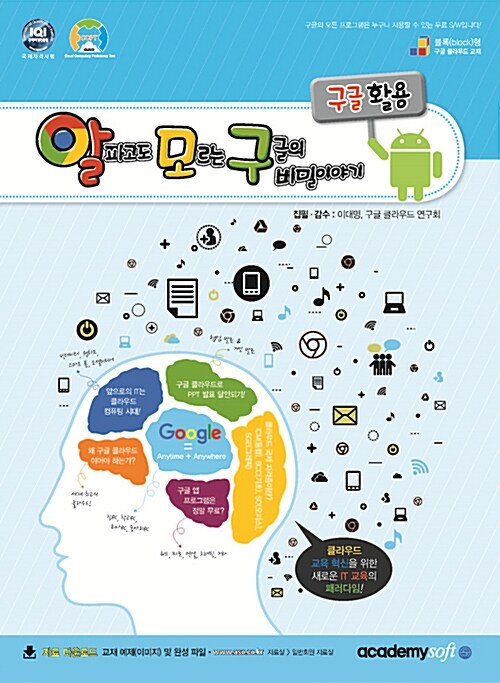 구글의 모든 프로그램은 누구나 사용할 수 있는 무료 S/W입니다!
IQI
국제자격시험
CCPT
블록(block)형
구글 클라우드 교재
구글 활용
알파고도 모르는 구글의 비밀이야기
집필·감수 : 이대망, 구글 클라우드 연구회
앞으로의 IT는
클라우드
컴퓨팅 시대!
구글 클라우드로
PPT 발표 달인되기!
Google
=
Anytime + Anywhere
왜 구글 클라우드
이어야 하는가?
구글 앱
프로그램은
정말 무료?
클라우드
교육 혁신을 위한
새로운 IT 교육의
패러다임!
자료 다운로드 교재 예제(이미지) 및 완성 파일 - www.aso.co.kr 자료실 > 일반회원 자료실
academysoft